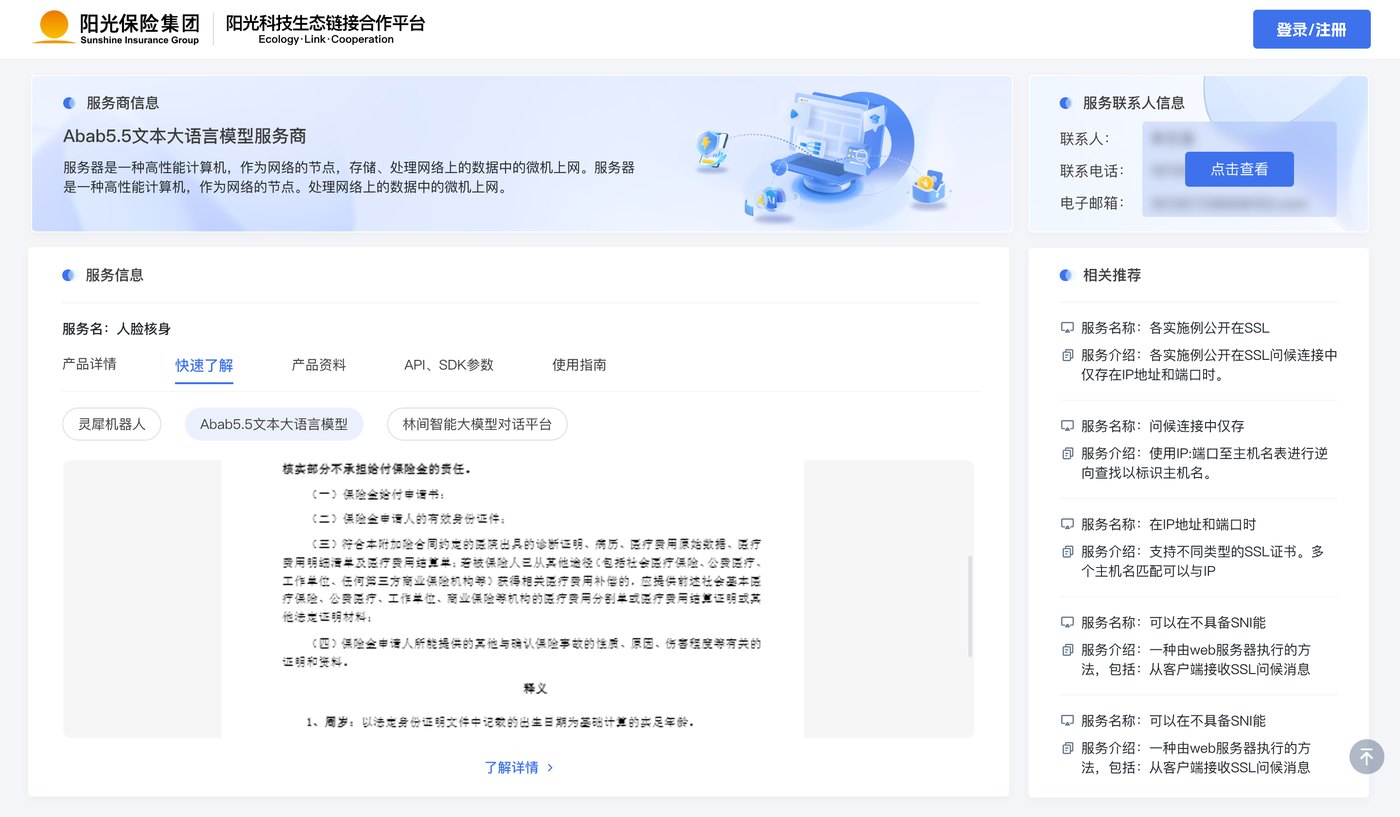 阳光保险集团
Sunshine Insurance Group
阳光科技生态链接合作平台
Ecology·Link·Cooperation
登录/注册
服务商信息
Abab5.5文本大语言模型服务商
服务器是一种高性能计算机，作为网络的节点，存储、处理网络上的数据中的微机上网。服务器
是一种高性能计算机，作为网络的节点。处理网络上的数据中的微机上网。
服务联系人信息
联系人：
联系电话：
点击查看
电子邮箱：
服务信息
服务名：人脸核身
产品详情
快速了解
产品资料
API、SDK参数
使用指南
灵犀机器人
Abab5.5文本大语言模型
林间智能大模型对话平台
核实部分不承担给付保险金的责任。
（一）保险金给付申请书；
（二）保险金申请人的有效身份证件；
（三）符合本附加险合同约定的医院出具的诊断证明、病历、医疗费用原始数据、医疗
费用明细清单及医疗费用结算单；若被保险人已从其他途径（包括社会医疗保险、公费医疗、
工作单位、任何第三方商业保险机构等）获得相关医疗费用补偿的，应提供前述社会基本医
疗保险、公费医疗、工作单位、商业保险等机构的医疗费用分割单或医疗费用结算证明或其
他法定证明材料；
（四）保险金申请人所能提供的其他与确认保险事故的性质、原因、伤害程度等有关的
证明和资料。
释义
1、周岁：以法定身份证明文件中记载的出生日期为基础计算的实足年龄。
了解详情
相关推荐
服务名称：各实施例公开在SSL
服务介绍：各实施例公开在SSL问候连接中
仅存在IP地址和端口时。
服务名称：问候连接中仅存
服务介绍：使用IP:端口至主机名表进行逆
向查找以标识主机名。
服务名称：在IP地址和端口时
服务介绍：支持不同类型的SSL证书。多
个主机名匹配可以与IP
服务名称：可以在不具备SNI能
服务介绍：一种由web服务器执行的方
法，包括：从客户端接收SSL问候消息
服务名称：可以在不具备SNI能
服务介绍：一种由web服务器执行的方
法，包括：从客户端接收SSL问候消息